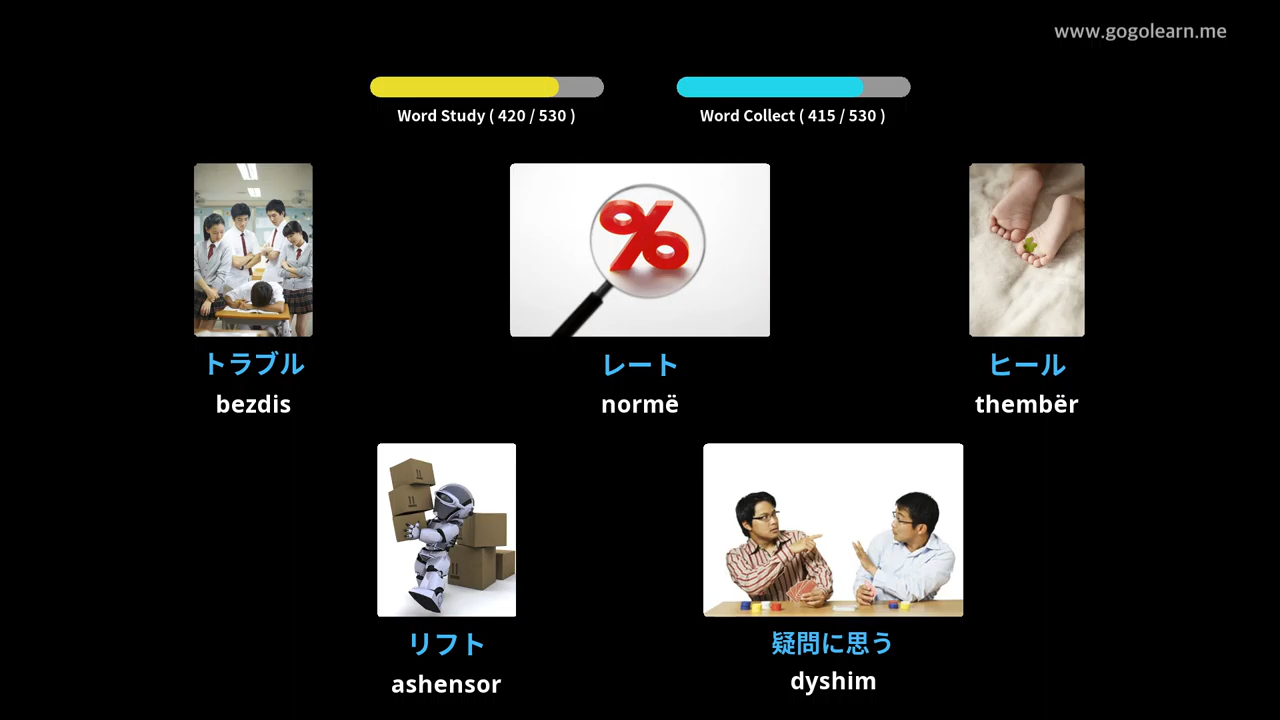 www.gogolearn.me
Word Study ( 420 / 530 )
Word Collect ( 415 / 530 )
トラブル
bezdis
レート
normë
ヒール
thembër
リフト
ashensor
疑問に思う
dyshim